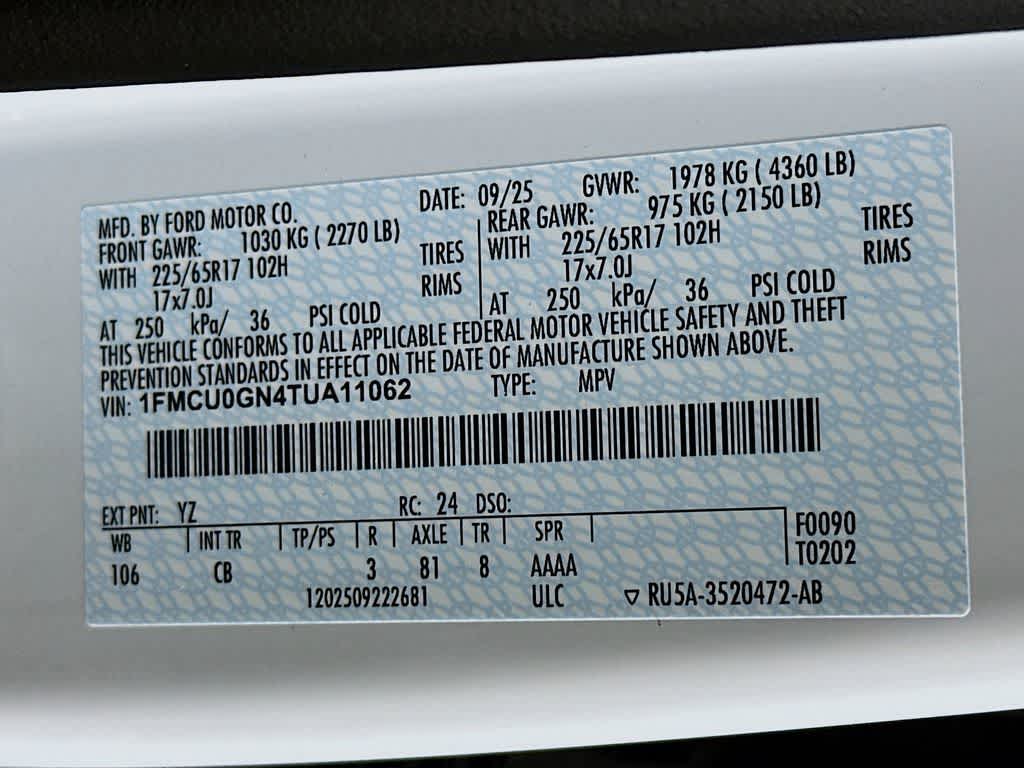 MFD. BY FORD MOTOR CO. DATE: 09/25 GVWR: 1978 KG ( 4360 LB)
FRONT GAWR: 1030 KG ( 2270 LB) REAR GAWR: 975 KG ( 2150 LB)
WITH 225/65R17 102H TIRES WITH 225/65R17 102H TIRES
17x7.0J RIMS 17x7.0J RIMS
AT 250 kPa/ 36 PSI COLD AT 250 kPa/ 36 PSI COLD
THIS VEHICLE CONFORMS TO ALL APPLICABLE FEDERAL MOTOR VEHICLE SAFETY AND THEFT
PREVENTION STANDARDS IN EFFECT ON THE DATE OF MANUFACTURE SHOWN ABOVE.
VIN: 1FMCU0GN4TUA11062 TYPE: MPV
EXT PNT: YZ RC: 24 DSO:
WB INT TR TP/PS R AXLE TR SPR F0090
T0202
106 CB 3 81 8 AAAA
1202509222681 ULC ▽ RU5A-3520472-AB